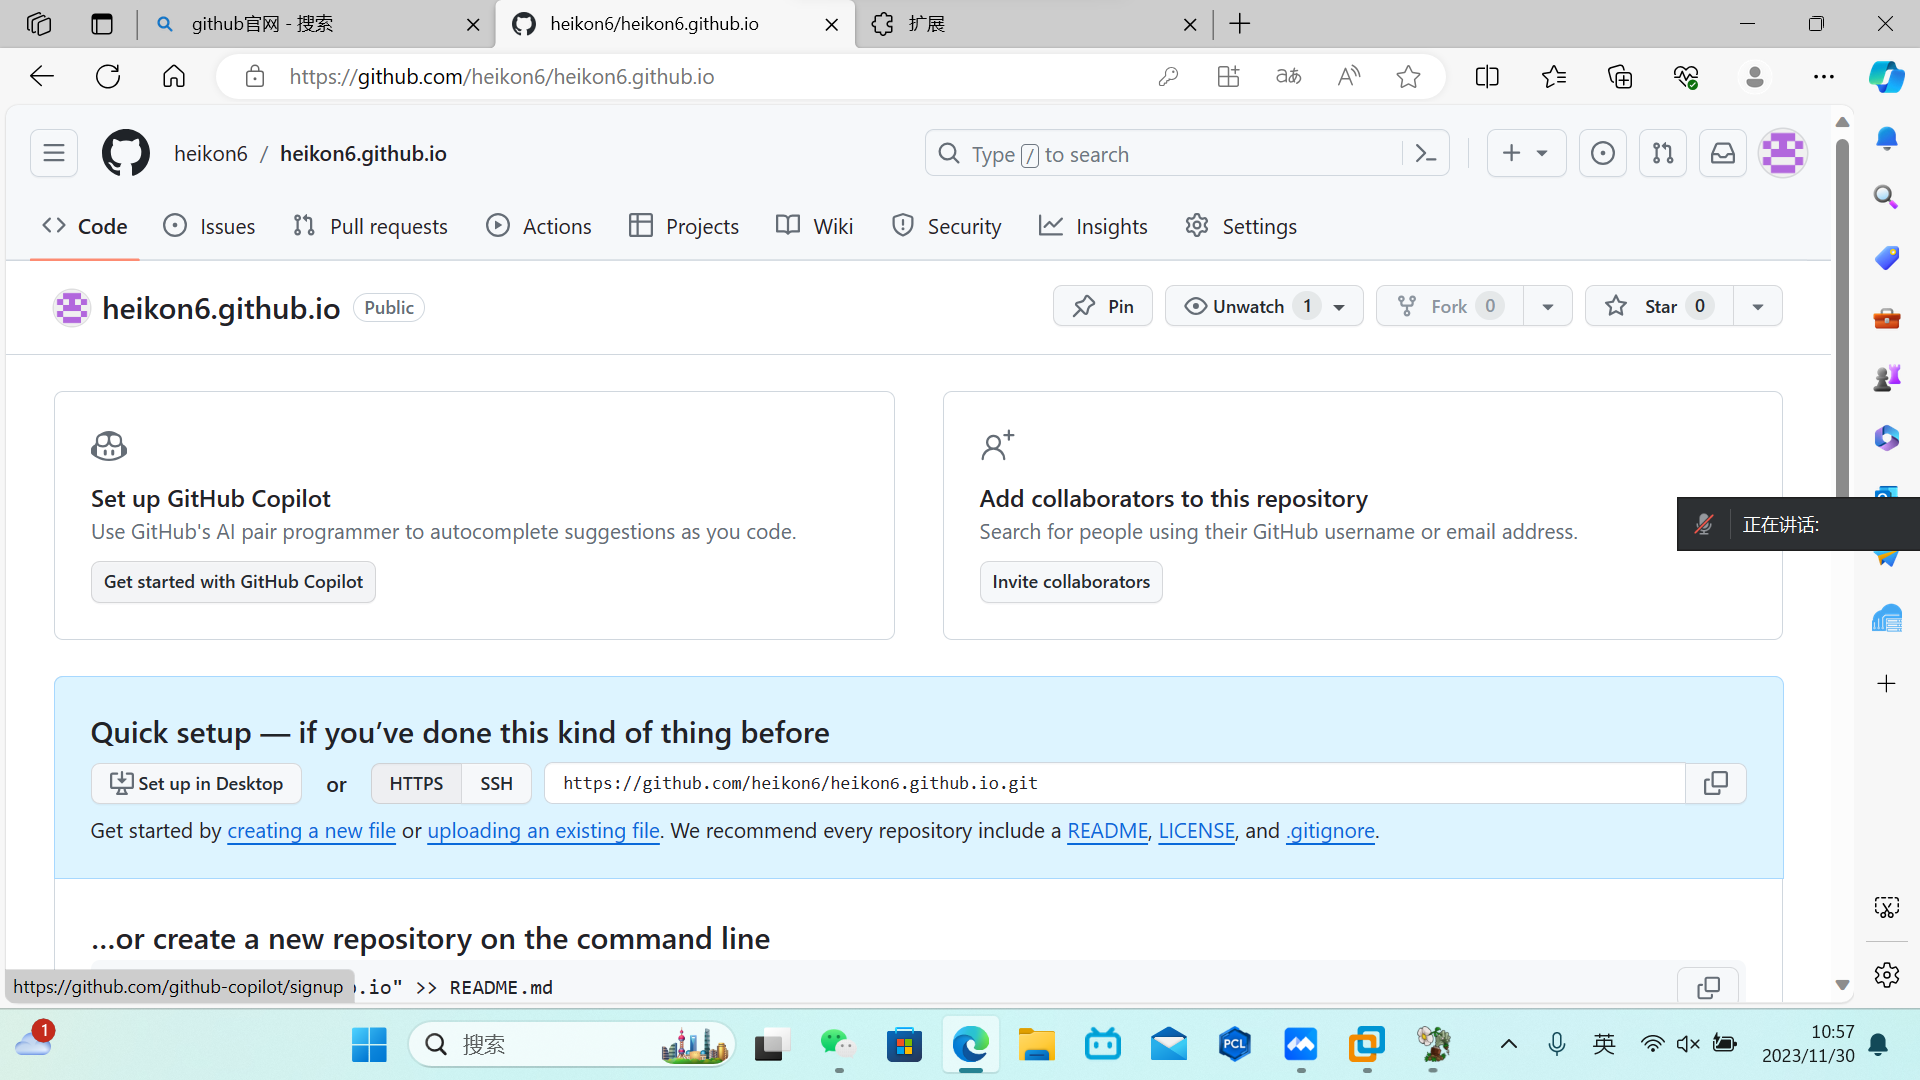 github官网 - 搜索
heikon6/heikon6.github.io
扩展
https://github.com/heikon6/heikon6.github.io
aあ
A
heikon6 / heikon6.github.io
Type / to search
Code
Issues
Pull requests
Actions
Projects
Wiki
Security
Insights
Settings
heikon6.github.io
Public
Pin
Unwatch 1
Fork 0
Star 0
Set up GitHub Copilot
Use GitHub's AI pair programmer to autocomplete suggestions as you code.
Get started with GitHub Copilot
Add collaborators to this repository
Search for people using their GitHub username or email address.
Invite collaborators
正在讲话:
Quick setup — if you’ve done this kind of thing before
Set up in Desktop
or
HTTPS
SSH
https://github.com/heikon6/heikon6.github.io.git
Get started by creating a new file or uploading an existing file. We recommend every repository include a README, LICENSE, and .gitignore.
…or create a new repository on the command line
https://github.com/github-copilot/signup
.io" >> README.md
1
搜索
PCL
英
10:57
2023/11/30